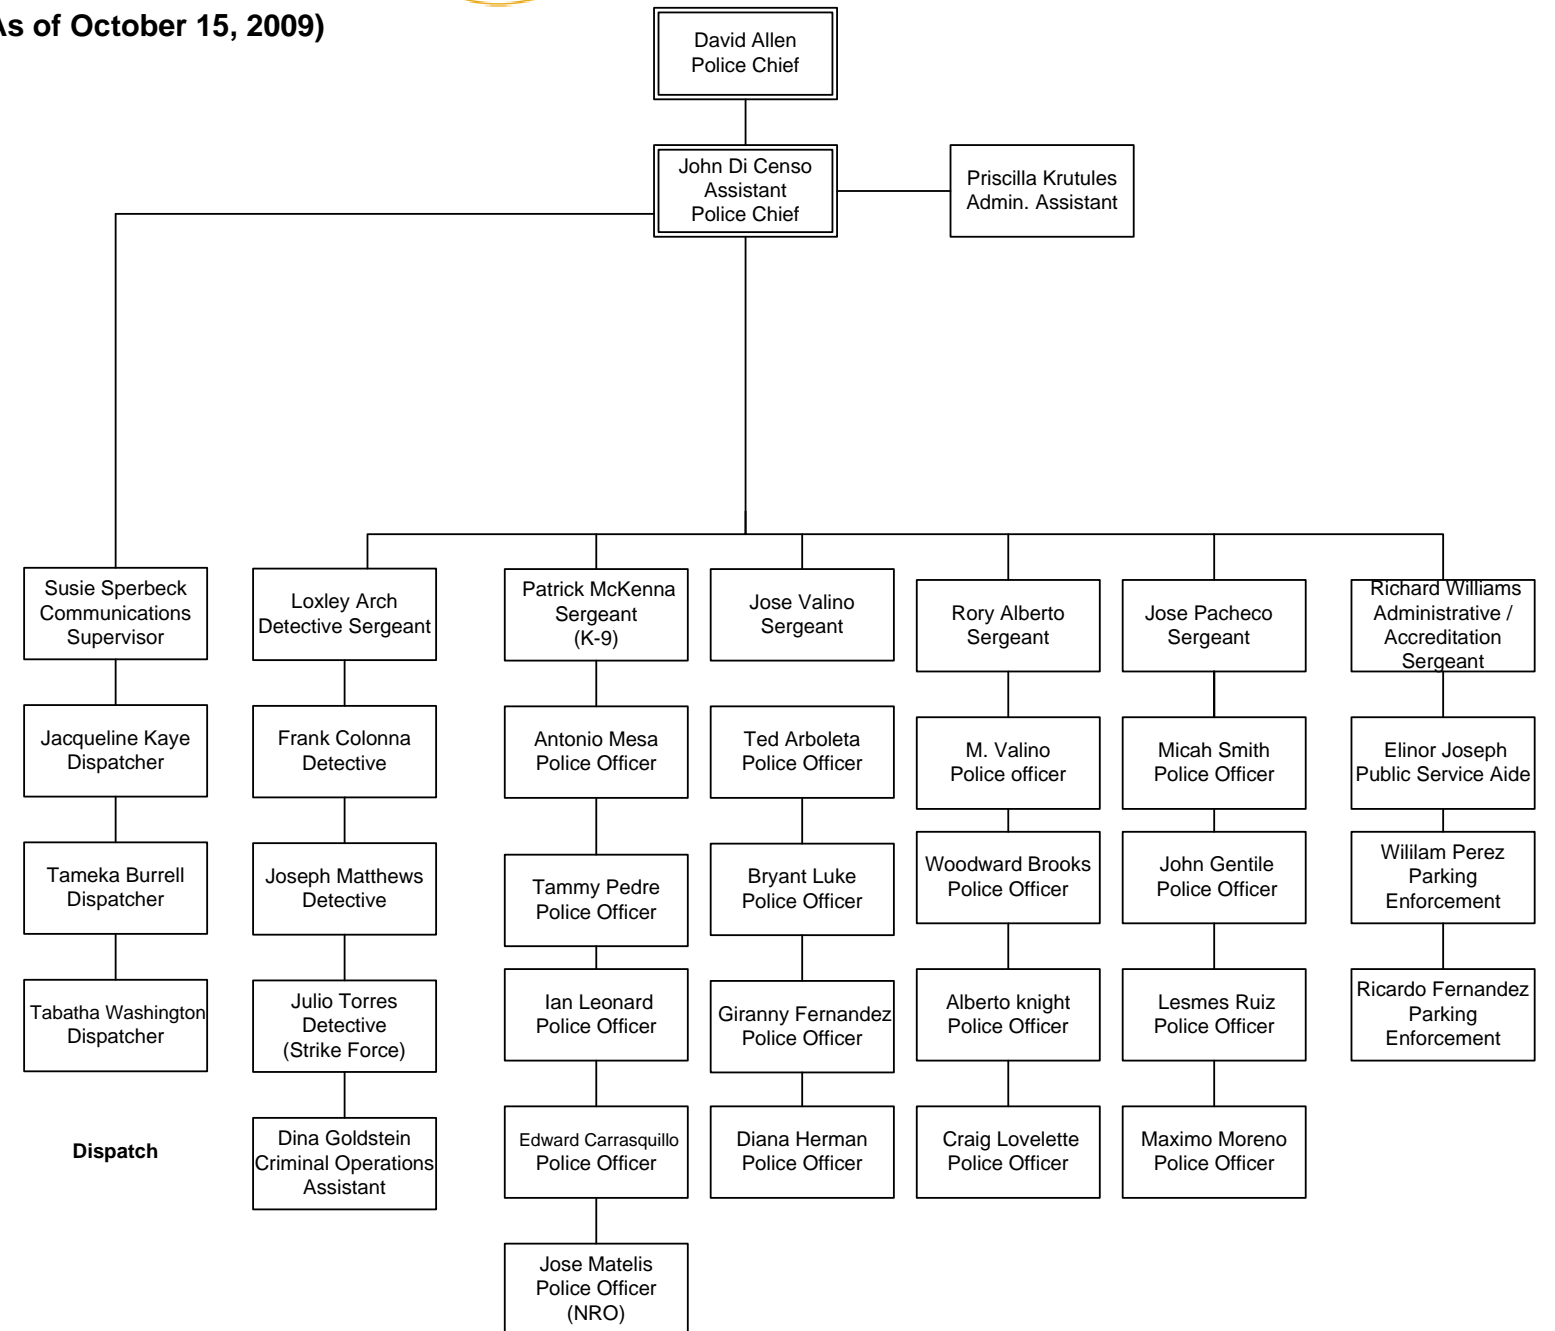 As of October 15, 2009)
David Allen
Police Chief
John Di Censo
Assistant
Police Chief
Priscilla Krutules
Admin. Assistant
Susie Sperbeck
Communications
Supervisor
Jacqueline Kaye
Dispatcher
Tameka Burrell
Dispatcher
Tabatha Washington
Dispatcher
Dispatch
Loxley Arch
Detective Sergeant
Frank Colonna
Detective
Joseph Matthews
Detective
Julio Torres
Detective
(Strike Force)
Dina Goldstein
Criminal Operations
Assistant
Patrick McKenna
Sergeant
(K-9)
Antonio Mesa
Police Officer
Tammy Pedre
Police Officer
Ian Leonard
Police Officer
Edward Carrasquillo
Police Officer
Jose Matelis
Police Officer
(NRO)
Jose Valino
Sergeant
Ted Arboleta
Police Officer
Bryant Luke
Police Officer
Giranny Fernandez
Police Officer
Diana Herman
Police Officer
Rory Alberto
Sergeant
M. Valino
Police officer
Woodward Brooks
Police Officer
Alberto knight
Police Officer
Craig Lovelette
Police Officer
Jose Pacheco
Sergeant
Micah Smith
Police Officer
John Gentile
Police Officer
Lesmes Ruiz
Police Officer
Maximo Moreno
Police Officer
Richard Williams
Administrative /
Accreditation
Sergeant
Elinor Joseph
Public Service Aide
Wililam Perez
Parking
Enforcement
Ricardo Fernandez
Parking
Enforcement